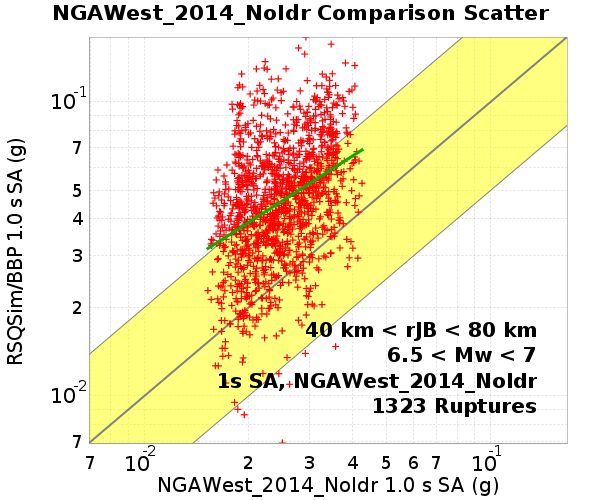 NGAWest_2014_NoIdr Comparison Scatter
RSQSim/BBP 1.0 s SA (g)
10⁻¹
7
5
4
3
2
10⁻²
7
40 km < rJB < 80 km
6.5 < Mw < 7
1s SA, NGAWest_2014_NoIdr
1323 Ruptures
7 10⁻² 2 3 4 5 6 7 10⁻¹
NGAWest_2014_NoIdr 1.0 s SA (g)